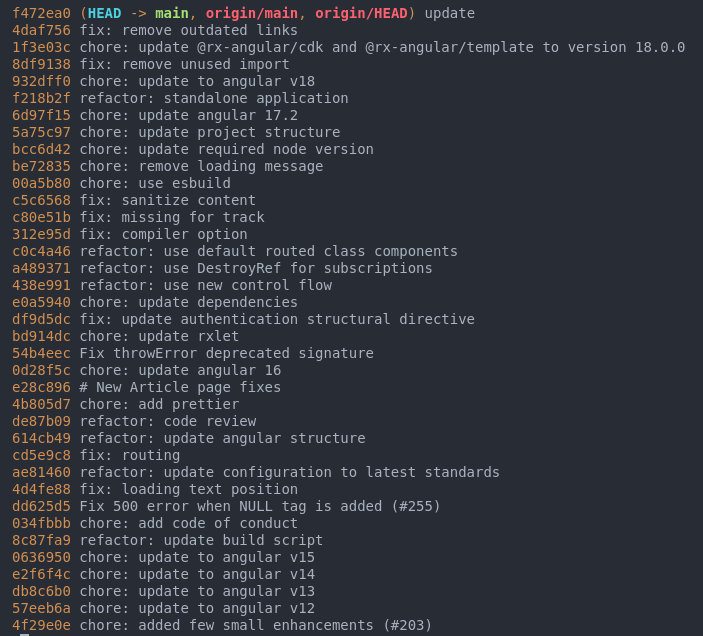 f472ea0 (HEAD -> main, origin/main, origin/HEAD) update
4daf756 fix: remove outdated links
1f3e03c chore: update @rx-angular/cdk and @rx-angular/template to version 18.0.0
8df9138 fix: remove unused import
932dff0 chore: update to angular v18
f218b2f refactor: standalone application
6d97f15 chore: update angular 17.2
5a75c97 chore: update project structure
bcc6d42 chore: update required node version
be72835 chore: remove loading message
00a5b80 chore: use esbuild
c5c6568 fix: sanitize content
c80e51b fix: missing for track
312e95d fix: compiler option
c0c4a46 refactor: use default routed class components
a489371 refactor: use DestroyRef for subscriptions
438e991 refactor: use new control flow
e0a5940 chore: update dependencies
df9d5dc fix: update authentication structural directive
bd914dc chore: update rxlet
54b4eec Fix throwError deprecated signature
0d28f5c chore: update angular 16
e28c896 # New Article page fixes
4b805d7 chore: add prettier
de87b09 refactor: code review
614cb49 refactor: update angular structure
cd5e9c8 fix: routing
ae81460 refactor: update configuration to latest standards
4d4fe88 fix: loading text position
dd625d5 Fix 500 error when NULL tag is added (#255)
034fbbb chore: add code of conduct
8c87fa9 refactor: update build script
0636950 chore: update to angular v15
e2f6f4c chore: update to angular v14
db8c6b0 chore: update to angular v13
57eeb6a chore: update to angular v12
4f29e0e chore: added few small enhancements (#203)